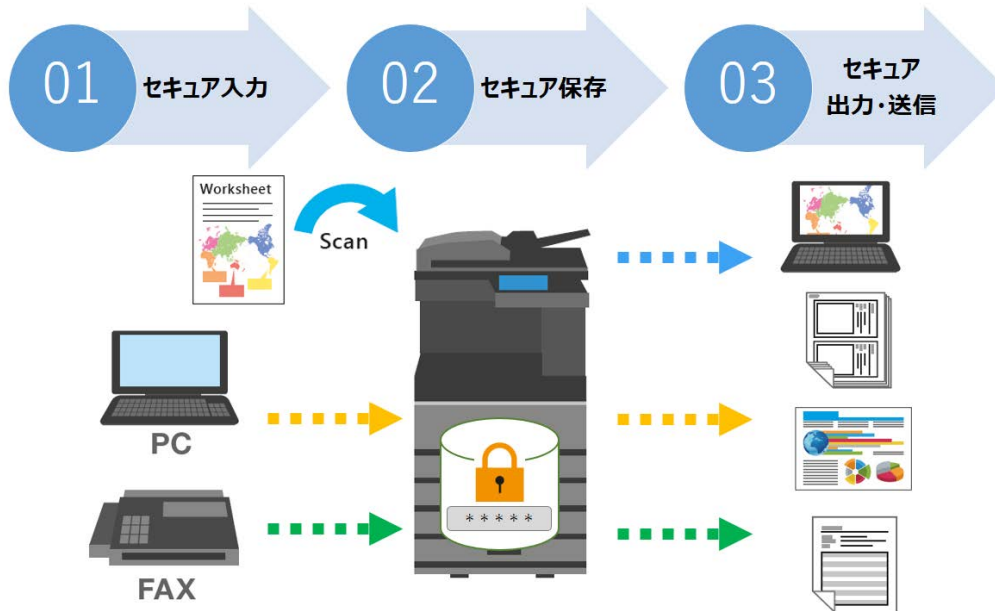 01
セキュア入力
02
セキュア保存
03
セキュア
出力・送信
Worksheet
Scan
PC
*****
FAX